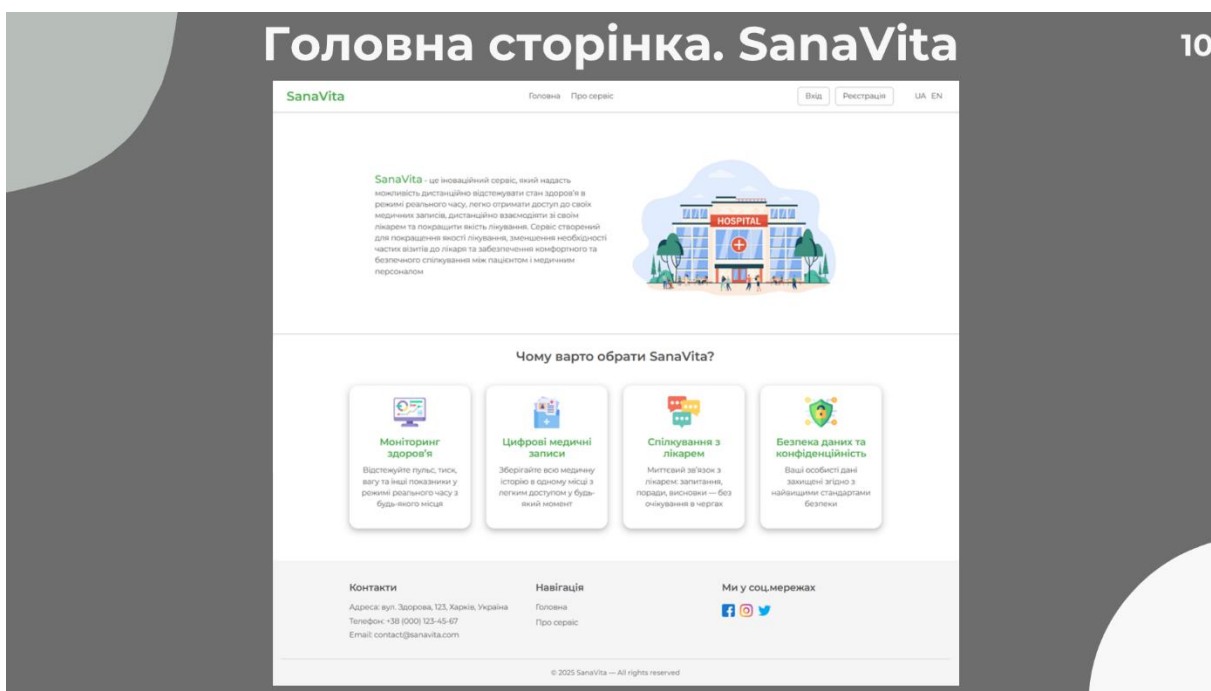 Головна сторінка. SanaVita
10
SanaVita
Головна Про сервіс
Вхід Реєстрація UA EN
SanaVita - це іноваційний сервіс, який надасть
можливість дистанційно відстежувати стан здоров'я в
режимі реального часу, легко отримати доступ до своїх
медичних записів, дистанційно взаємодіяти зі своїм
лікарем та покращити якість лікування. Сервіс створений
для покращення якості лікування, зменшення необхідності
частих візитів до лікаря та забезпечення комфортного та
безпечного спілкування між пацієнтом і медичним
персоналом
HOSPITAL
Чому варто обрати SanaVita?
Моніторинг
здоров'я
Відстежуйте пульс, тиск,
вагу та інші показники у
режимі реального часу з
будь-якого місця
Цифрові медичні
записи
Зберігайте всю медичну
історію в одному місці з
легким доступом у будь-
який момент
Спілкування з
лікарем
Миттєвий зв'язок з
лікарем: запитання,
поради, висновки — без
очікування в чергах
Безпека даних та
конфіденційність
Ваші особисті дані
захищені згідно з
найвищими стандартами
безпеки
Контакти
Адреса: вул. Здорова, 123, Харків, Україна
Телефон: +38 (000) 123-45-67
Email: contact@sanavita.com
Навігація
Головна
Про сервіс
Ми у соц.мережах
© 2025 SanaVita — All rights reserved